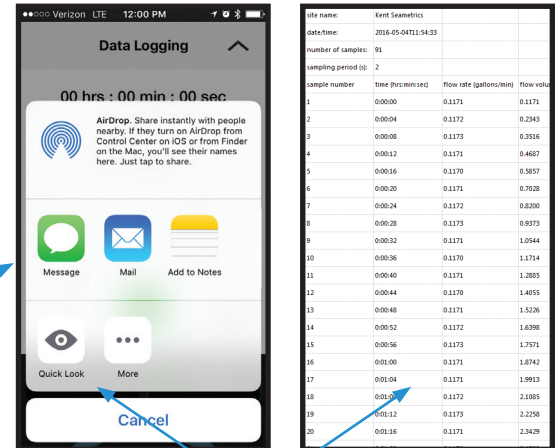 Verizon LTE 12:00 PM
Data Logging
00 hrs : 00 min : 00 sec
AirDrop. Share instantly with people
nearby. If they turn on AirDrop from
Control Center on iOS or from Finder
on the Mac, you'll see their names
here. Just tap to share.
Message Mail Add to Notes
Quick Look More
Cancel
site name: Kent Seametrics
date/time: 2016-05-04T11:54:33
number of samples: 91
sampling period (s): 2
sample number time (hrs:min:sec) flow rate (gallons/min) flow volu
1 0:00:00 0.1171 0.1171
2 0:00:04 0.1172 0.2343
3 0:00:08 0.1173 0.3516
4 0:00:12 0.1171 0.4687
5 0:00:16 0.1170 0.5857
6 0:00:20 0.1171 0.7028
7 0:00:24 0.1172 0.8200
8 0:00:28 0.1173 0.9373
9 0:00:32 0.1171 1.0544
10 0:00:36 0.1170 1.1714
11 0:00:40 0.1171 1.2885
12 0:00:44 0.1170 1.4055
13 0:00:48 0.1171 1.5226
14 0:00:52 0.1172 1.6398
15 0:00:56 0.1173 1.7571
16 0:01:00 0.1171 1.8742
17 0:01:04 0.1171 1.9913
18 0.1172 2.1085
19 0:01:12 0.1173 2.2258
20 0:01:16 0.1171 2.3429